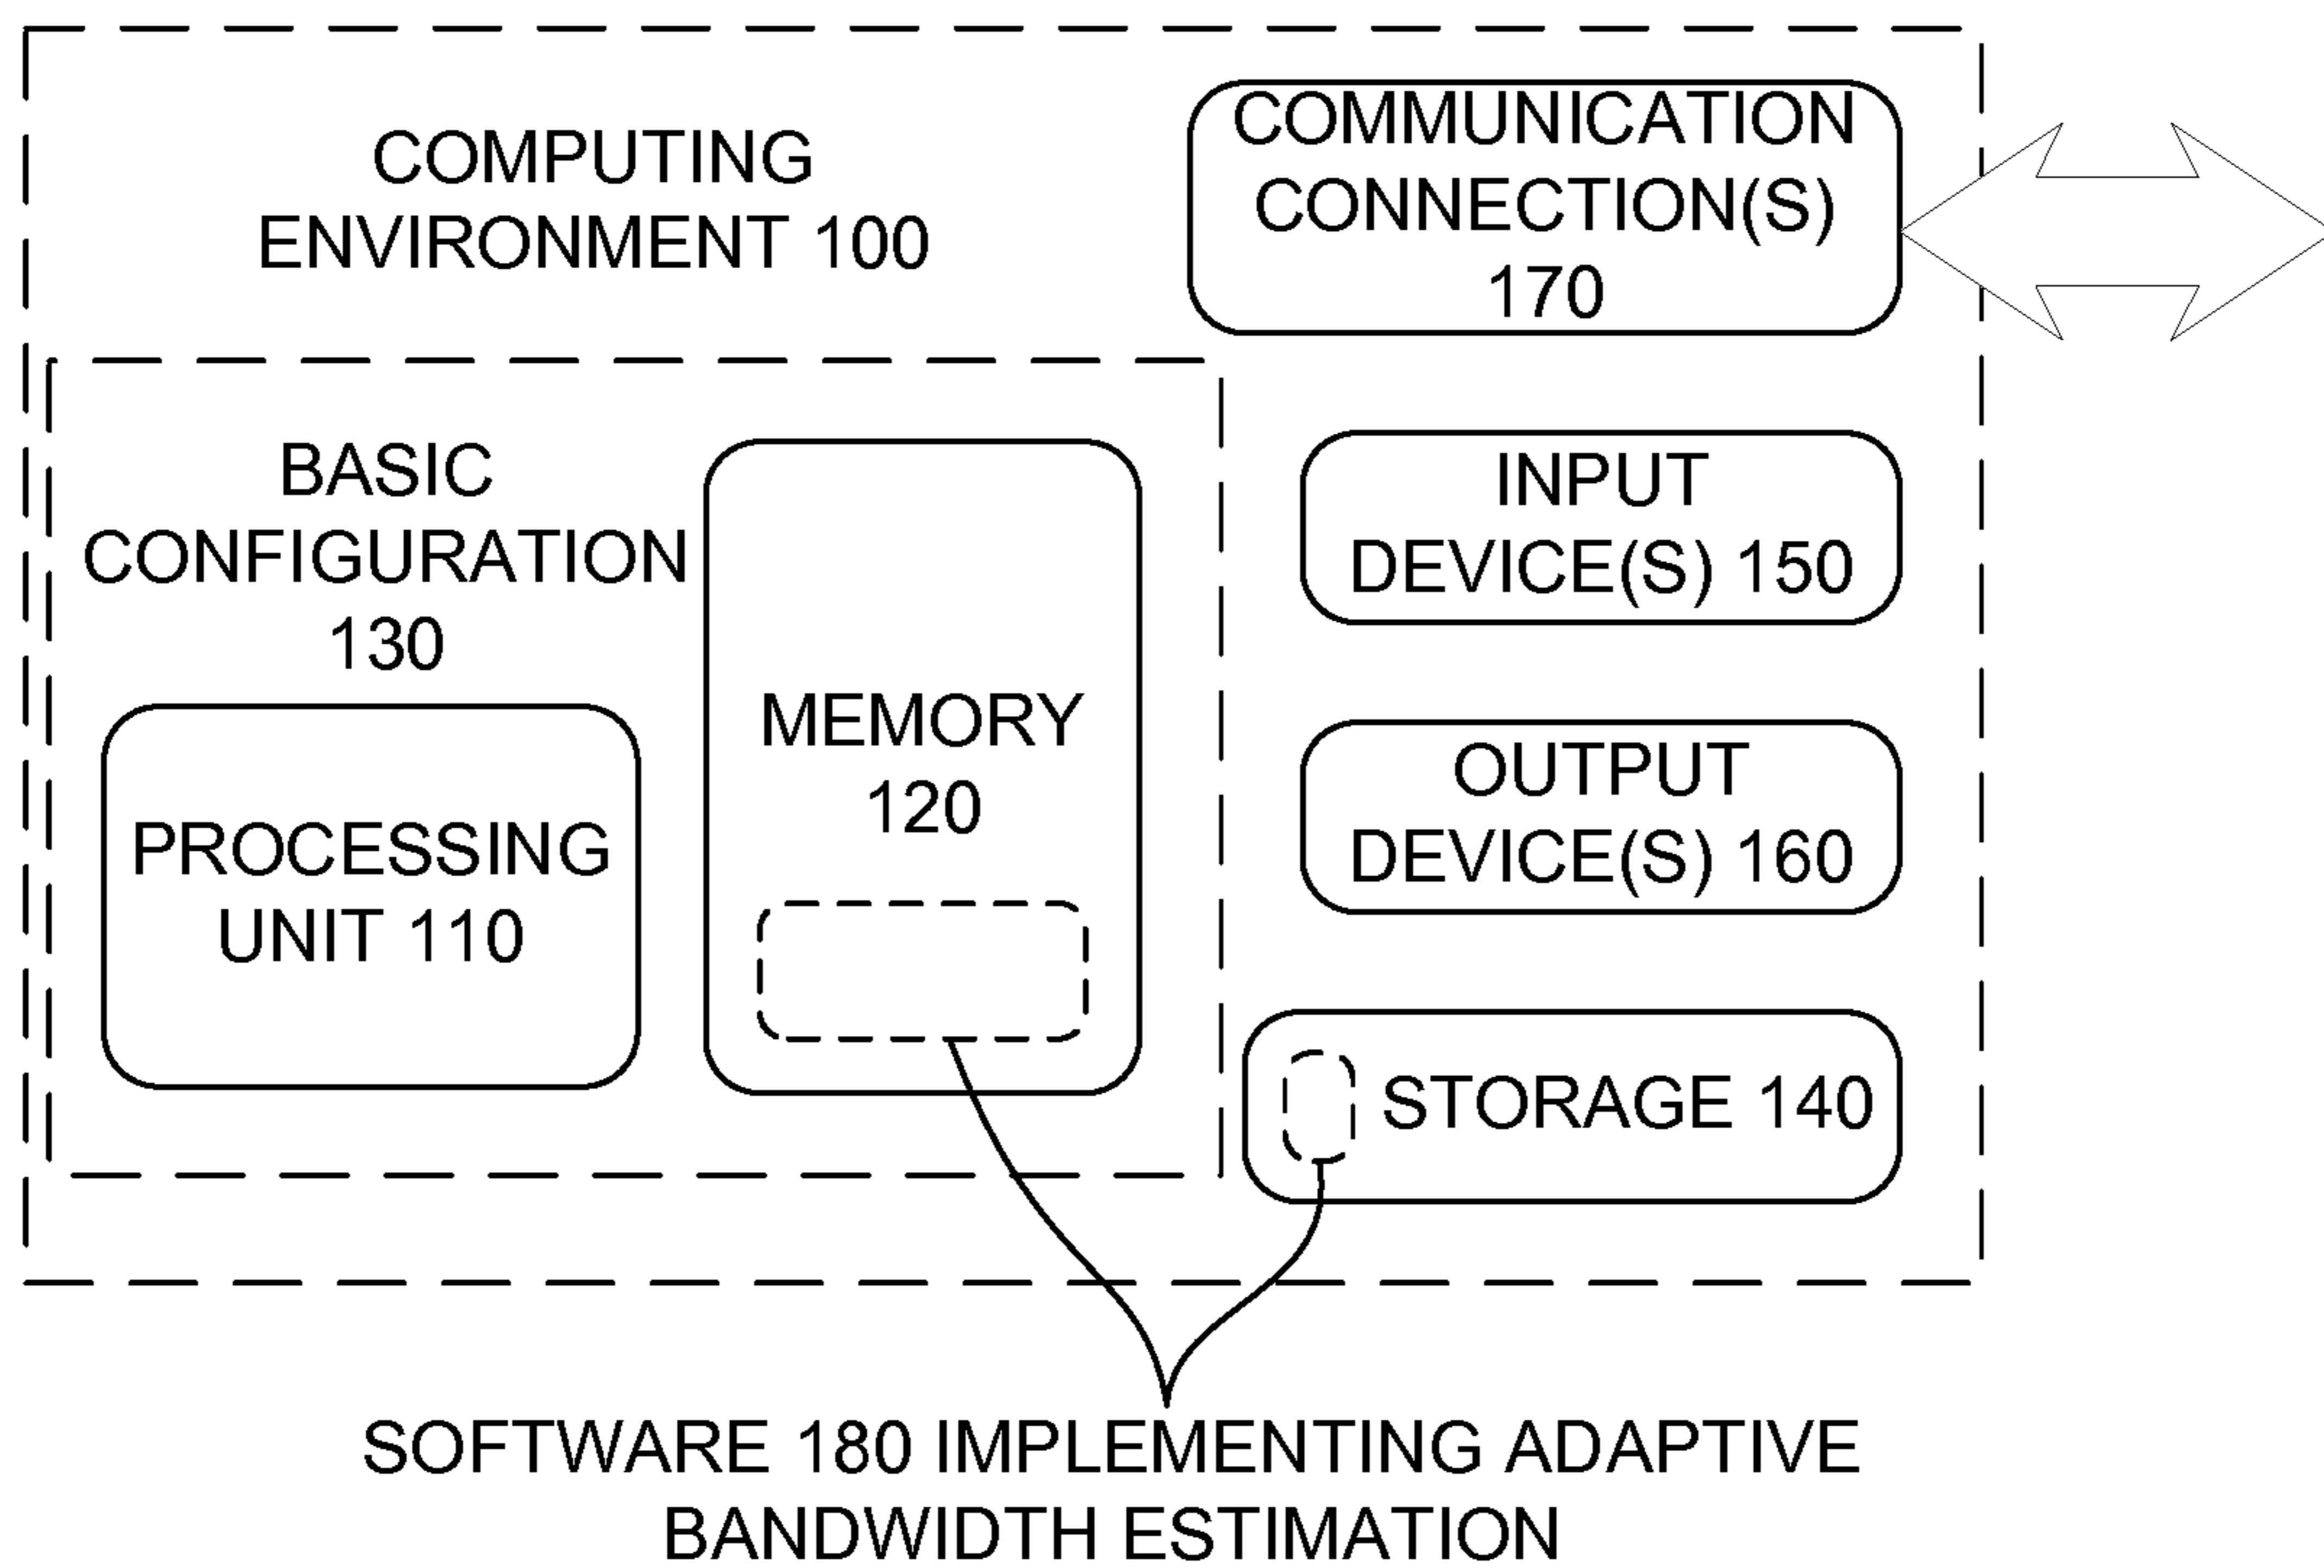 COMPUTING
ENVIRONMENT 100
COMMUNICATION
CONNECTION(S)
170
BASIC
CONFIGURATION
130
PROCESSING
UNIT 110
MEMORY
120
INPUT
DEVICE(S) 150
OUTPUT
DEVICE(S) 160
STORAGE 140
SOFTWARE 180 IMPLEMENTING ADAPTIVE
BANDWIDTH ESTIMATION